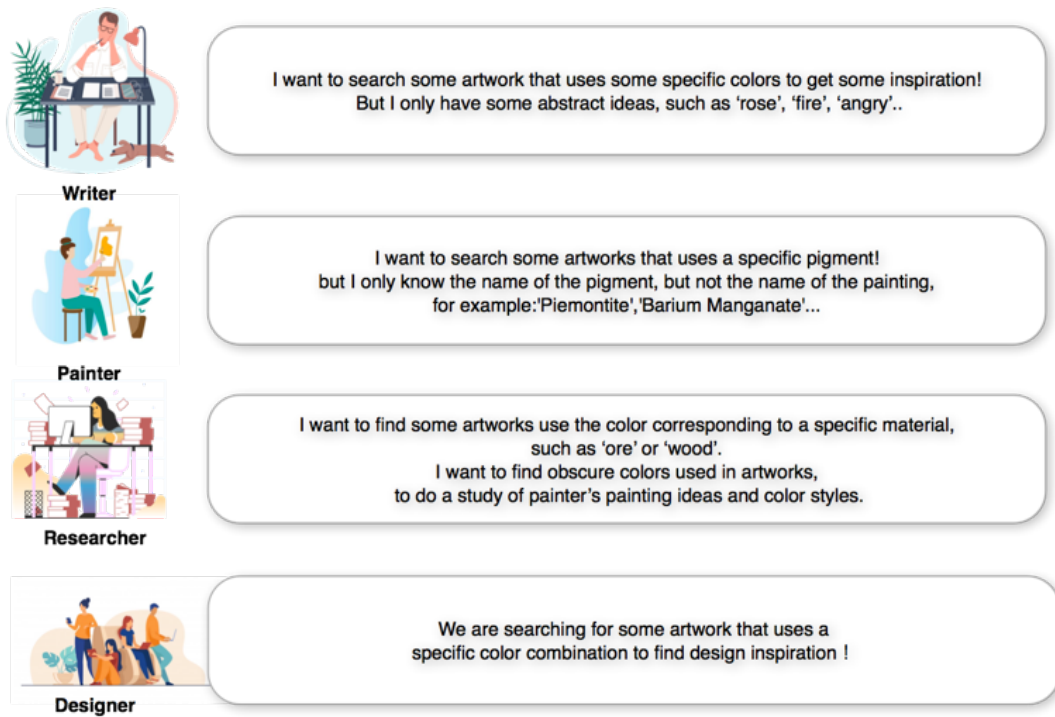 I want to search some artwork that uses some specific colors to get some inspiration!
But I only have some abstract ideas, such as ‘rose’, ‘fire’, ‘angry’..
Writer
I want to search some artworks that uses a specific pigment!
but I only know the name of the pigment, but not the name of the painting,
for example:'Piemontite','Barium Manganate'...
Painter
I want to find some artworks use the color corresponding to a specific material,
such as ‘ore’ or ‘wood’.
I want to find obscure colors used in artworks,
to do a study of painter’s painting ideas and color styles.
Researcher
We are searching for some artwork that uses a
specific color combination to find design inspiration !
Designer